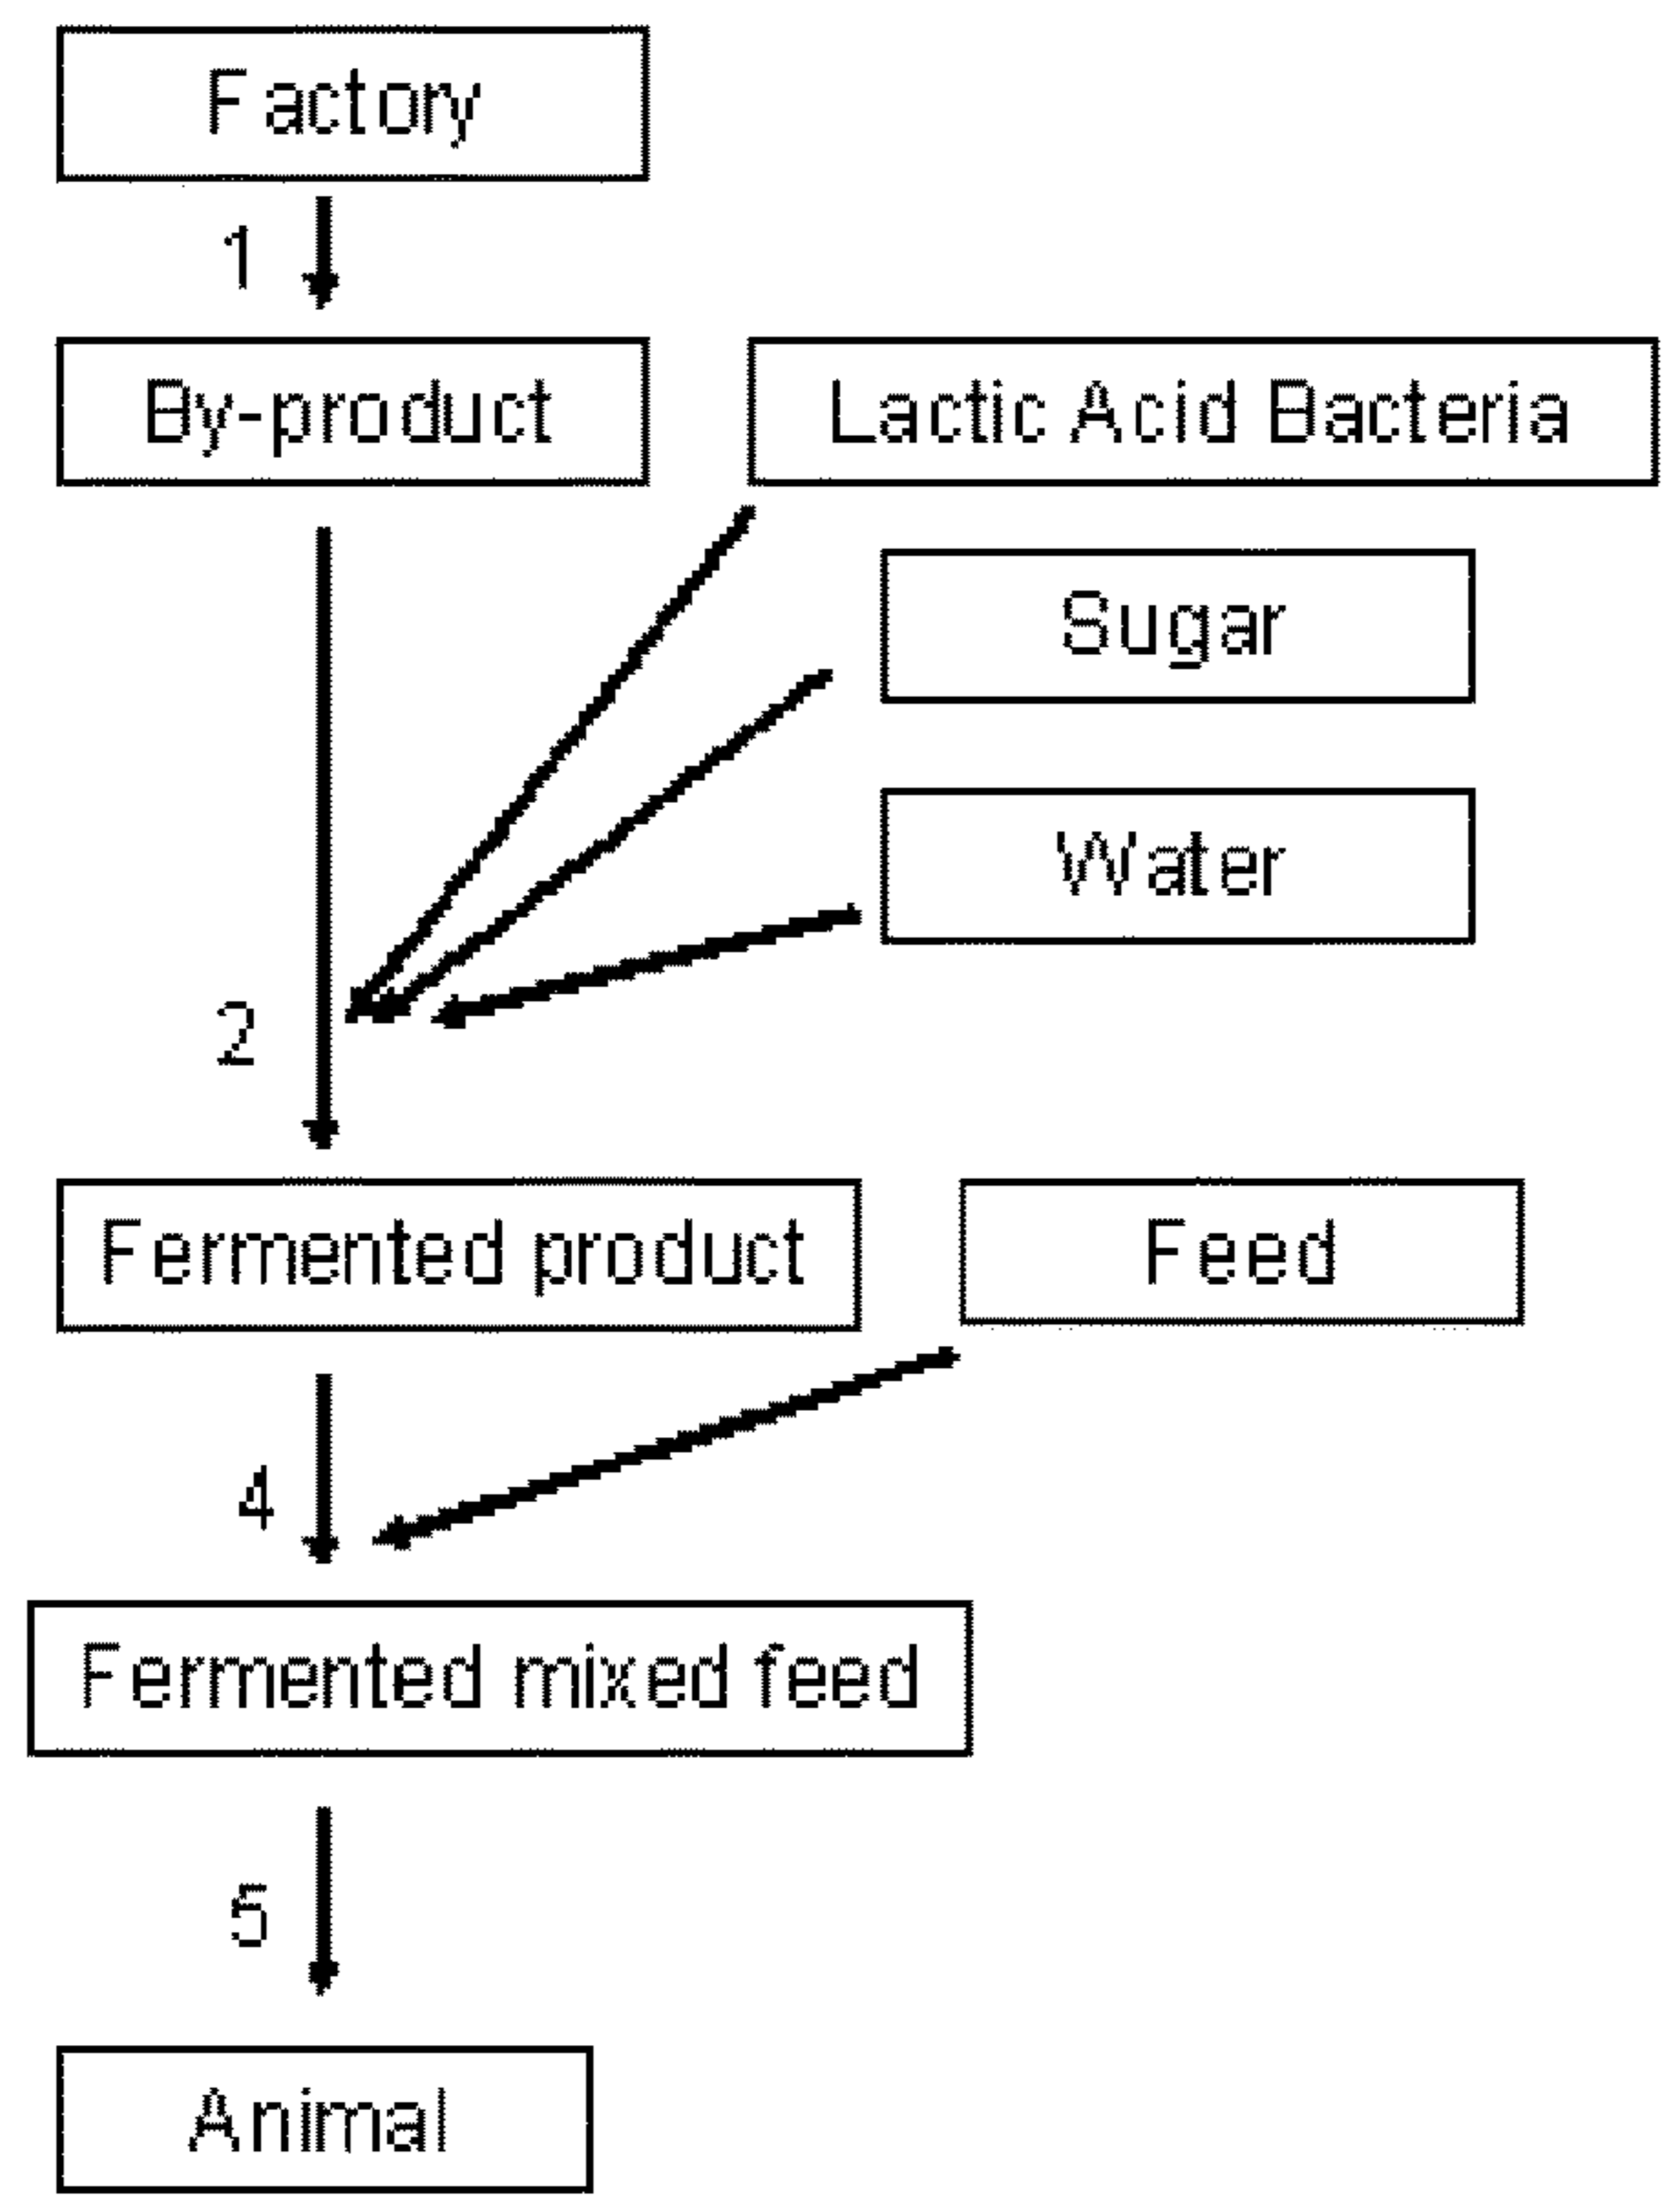 Factory
1
By-product
Lactic Acid Bacteria
Sugar
Water
2
Fermented product
Feed
4
Fermented mixed feed
5
Animal